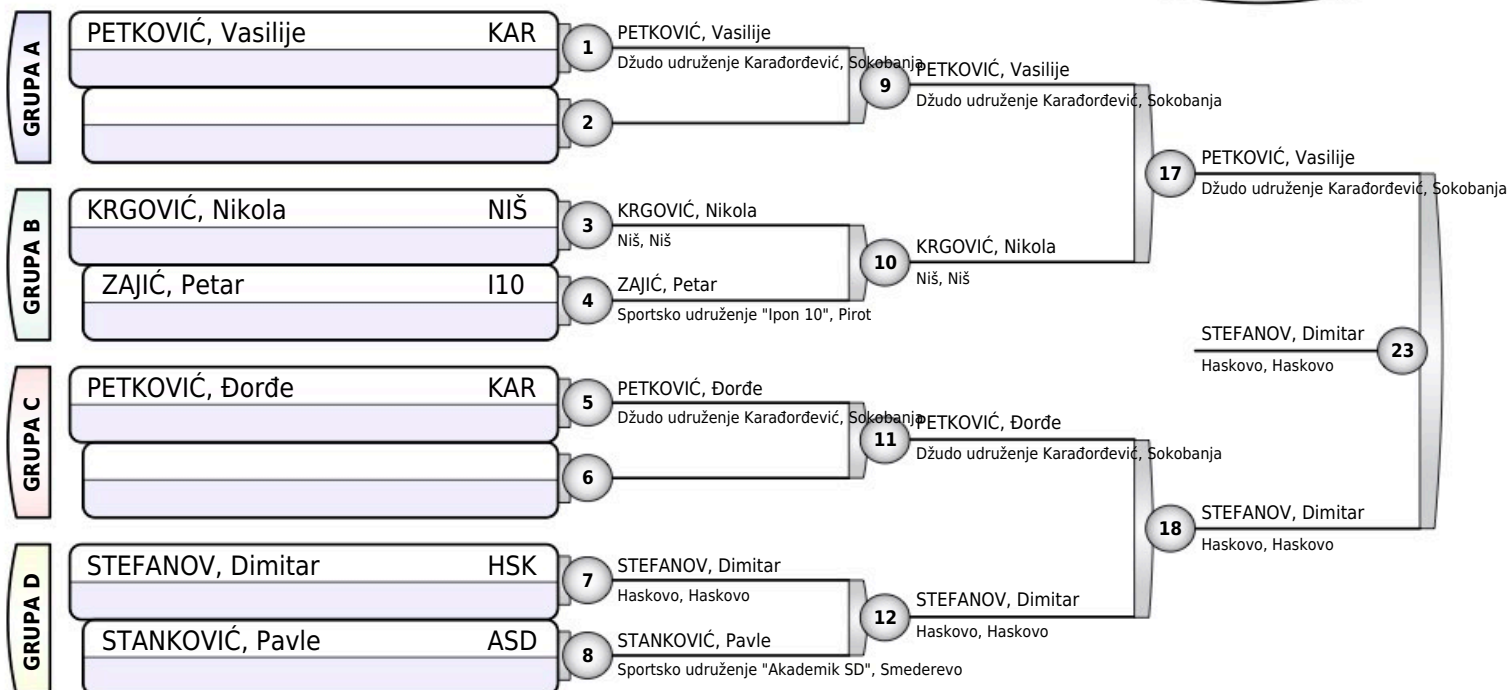 GRUPA A
PETKOVIĆ, Vasilije KAR
1
PETKOVIĆ, Vasilije
Džudo udruženje Karađorđević, Sokobanja
2
9
PETKOVIĆ, Vasilije
Džudo udruženje Karađorđević, Sokobanja
17
PETKOVIĆ, Vasilije
Džudo udruženje Karađorđević, Sokobanja
GRUPA B
KRGOVIĆ, Nikola NIŠ
3
KRGOVIĆ, Nikola
Niš, Niš
ZAJIĆ, Petar I10
4
ZAJIĆ, Petar
Sportsko udruženje "Ipon 10", Pirot
10
KRGOVIĆ, Nikola
Niš, Niš
STEFANOV, Dimitar
Haskovo, Haskovo
23
GRUPA C
PETKOVIĆ, Đorđe KAR
5
PETKOVIĆ, Đorđe
Džudo udruženje Karađorđević, Sokobanja
6
11
PETKOVIĆ, Đorđe
Džudo udruženje Karađorđević, Sokobanja
18
STEFANOV, Dimitar
Haskovo, Haskovo
GRUPA D
STEFANOV, Dimitar HSK
7
STEFANOV, Dimitar
Haskovo, Haskovo
STANKOVIĆ, Pavle ASD
8
STANKOVIĆ, Pavle
Sportsko udruženje "Akademik SD", Smederevo
12
STEFANOV, Dimitar
Haskovo, Haskovo